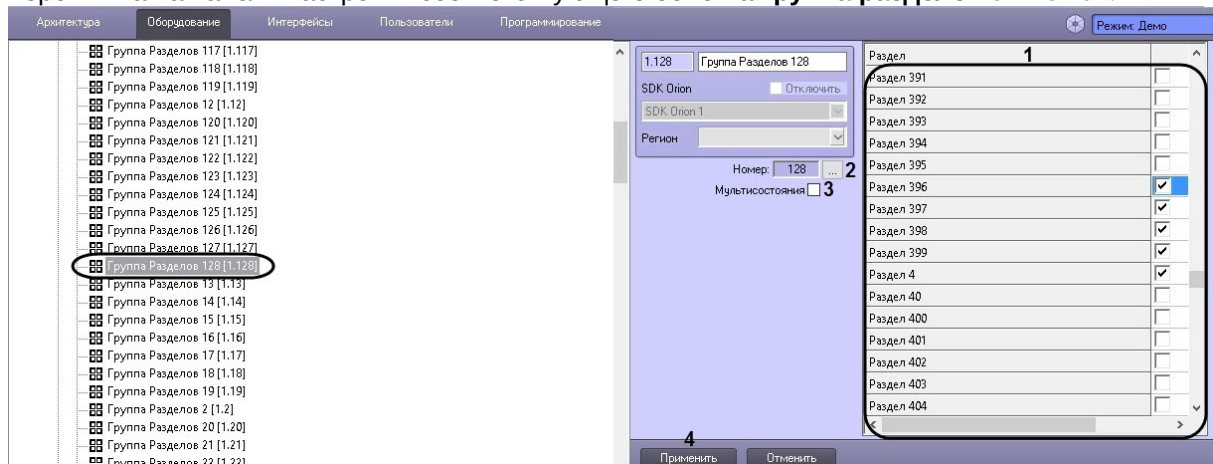 Архитектура Оборудование Интерфейсы Пользователи Программирование Режим: Демо
Группа Разделов 117 [1.117]
Группа Разделов 118 [1.118]
Группа Разделов 119 [1.119]
Группа Разделов 12 [1.12]
Группа Разделов 120 [1.120]
Группа Разделов 121 [1.121]
Группа Разделов 122 [1.122]
Группа Разделов 123 [1.123]
Группа Разделов 124 [1.124]
Группа Разделов 125 [1.125]
Группа Разделов 126 [1.126]
Группа Разделов 127 [1.127]
Группа Разделов 128 [1.128]
Группа Разделов 13 [1.13]
Группа Разделов 14 [1.14]
Группа Разделов 15 [1.15]
Группа Разделов 16 [1.16]
Группа Разделов 17 [1.17]
Группа Разделов 18 [1.18]
Группа Разделов 19 [1.19]
Группа Разделов 2 [1.2]
Группа Разделов 20 [1.20]
Группа Разделов 21 [1.21]
Группа Разделов 22 [1.22]
1.128 Группа Разделов 128
SDK Orion Отключить
SDK Orion 1
Регион
Номер: 128 ... 2
Мультисостояния 3
Раздел 1
Раздел 391
Раздел 392
Раздел 393
Раздел 394
Раздел 395
Раздел 396
Раздел 397
Раздел 398
Раздел 399
Раздел 4
Раздел 40
Раздел 400
Раздел 401
Раздел 402
Раздел 403
Раздел 404
4
Применить Отменить